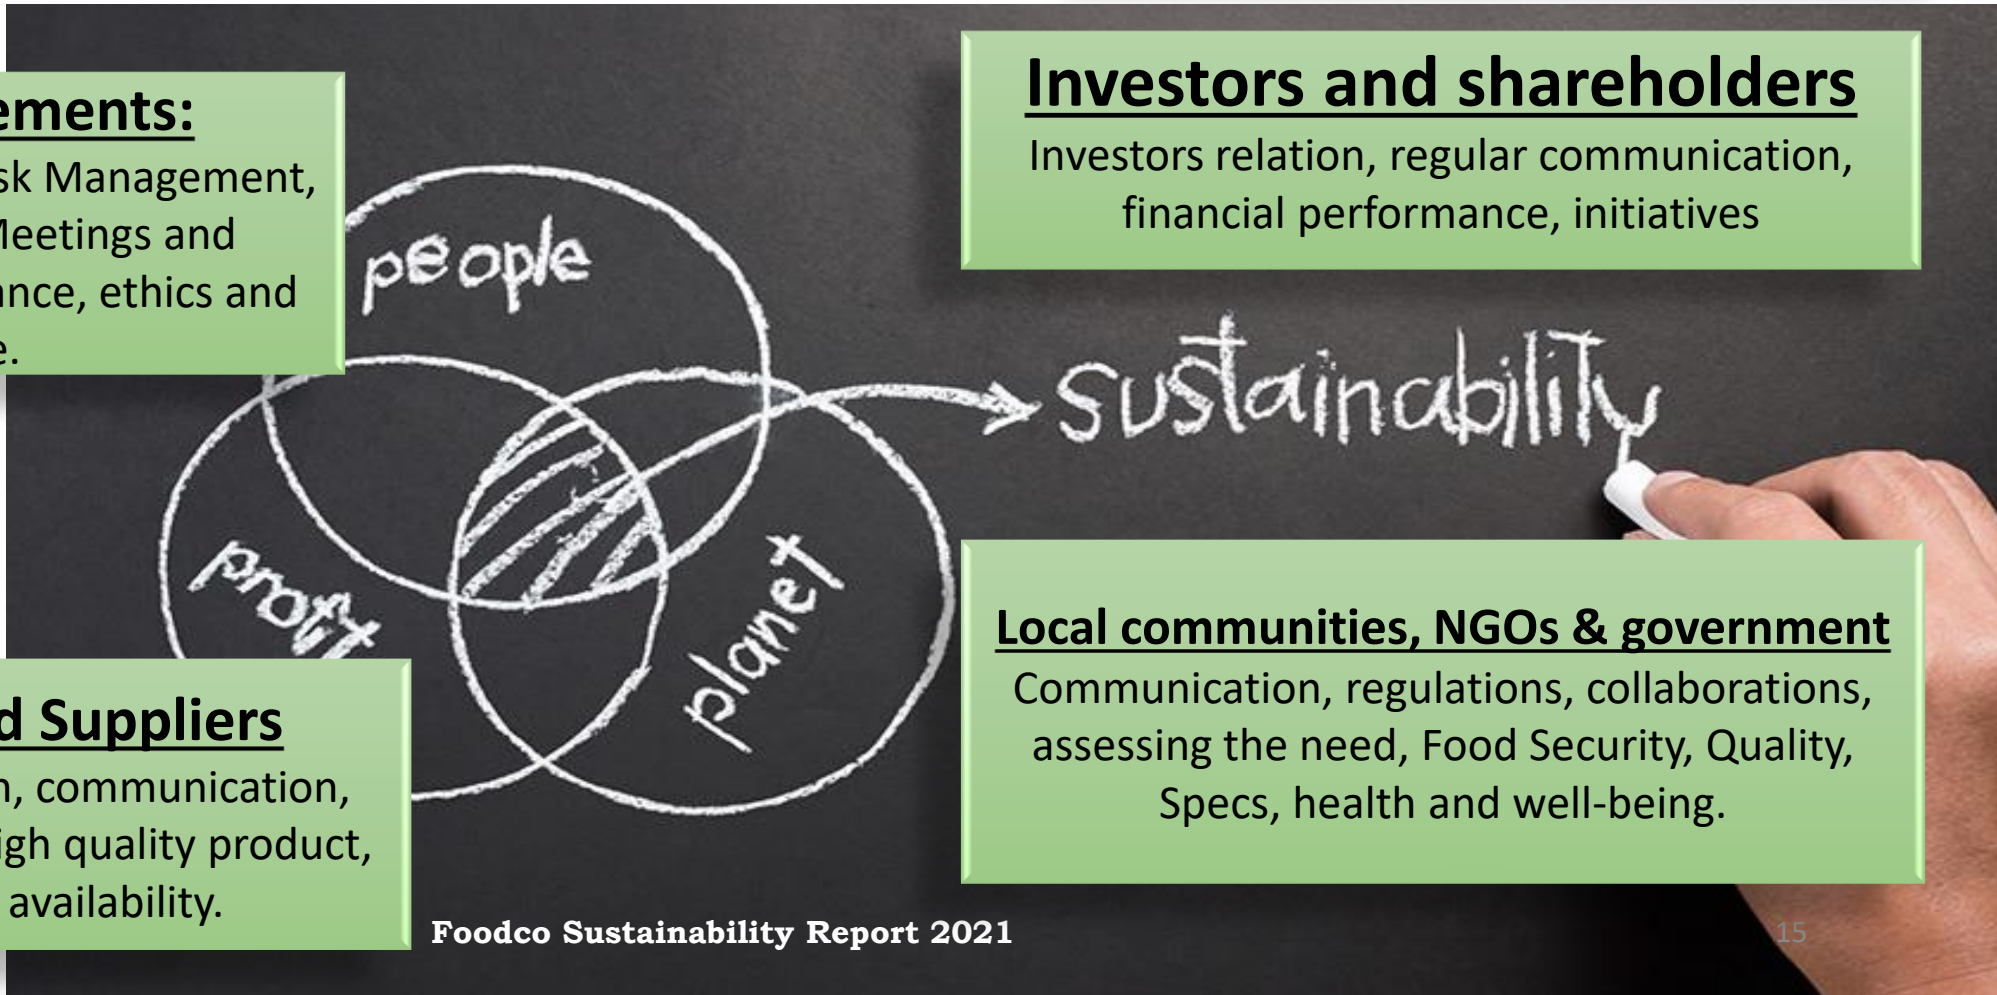 ements:
sk Management,
Meetings and
ance, ethics and
e.
Investors and shareholders
Investors relation, regular communication,
financial performance, initiatives
people
sustainability
profit
planet
d Suppliers
n, communication,
igh quality product,
availability.
Local communities, NGOs & government
Communication, regulations, collaborations,
assessing the need, Food Security, Quality,
Specs, health and well-being.
Foodco Sustainability Report 2021
15